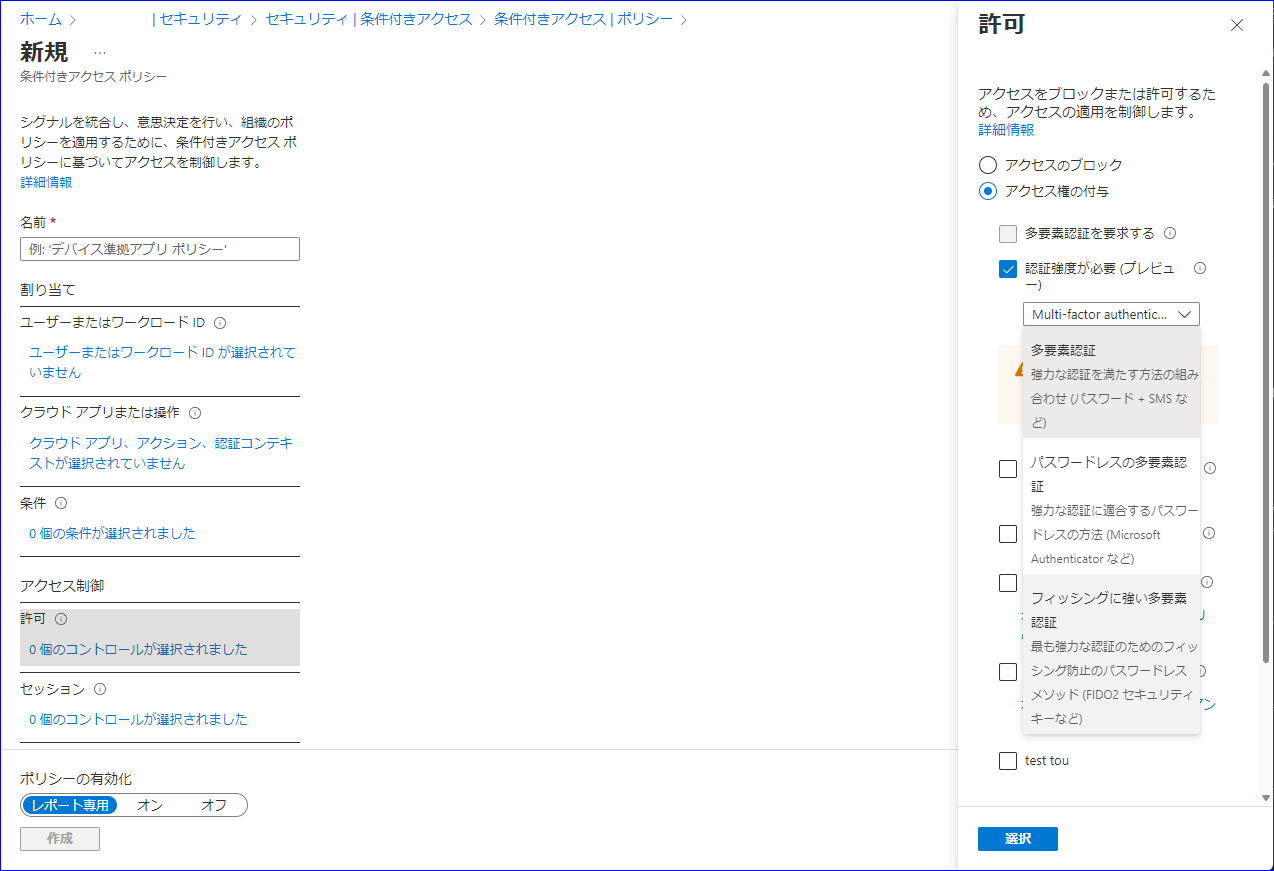 ホーム > | セキュリティ > セキュリティ | 条件付きアクセス > 条件付きアクセス | ポリシー >
新規 …
条件付きアクセス ポリシー
シグナルを統合し、意思決定を行い、組織のポ
リシーを適用するために、条件付きアクセス ポ
リシーに基づいてアクセスを制御します。
詳細情報
名前 *
例: 'デバイス準拠アプリ ポリシー'
割り当て
ユーザーまたはワークロード ID
ユーザーまたはワークロード ID が選択されて
いません
クラウド アプリまたは操作
クラウド アプリ、アクション、認証コンテキ
ストが選択されていません
条件
0 個の条件が選択されました
アクセス制御
許可
0 個のコントロールが選択されました
セッション
0 個のコントロールが選択されました
ポリシーの有効化
レポート専用 オン オフ
作成
許可
アクセスをブロックまたは許可するた
め、アクセスの適用を制御します。
詳細情報
アクセスのブロック
アクセス権の付与
多要素認証を要求する
認証強度が必要 (プレビュ
ー)
Multi-factor authentic...
多要素認証
強力な認証を満たす方法の組み
合わせ (パスワード + SMS な
ど)
パスワードレスの多要素認
証
強力な認証に適合するパスワー
ドレスの方法 (Microsoft
Authenticator など)
フィッシングに強い多要素
認証
最も強力な認証のためのフィッ
シング防止のパスワードレス
メソッド (FIDO2 セキュリティ
キーなど)
test tou
選択